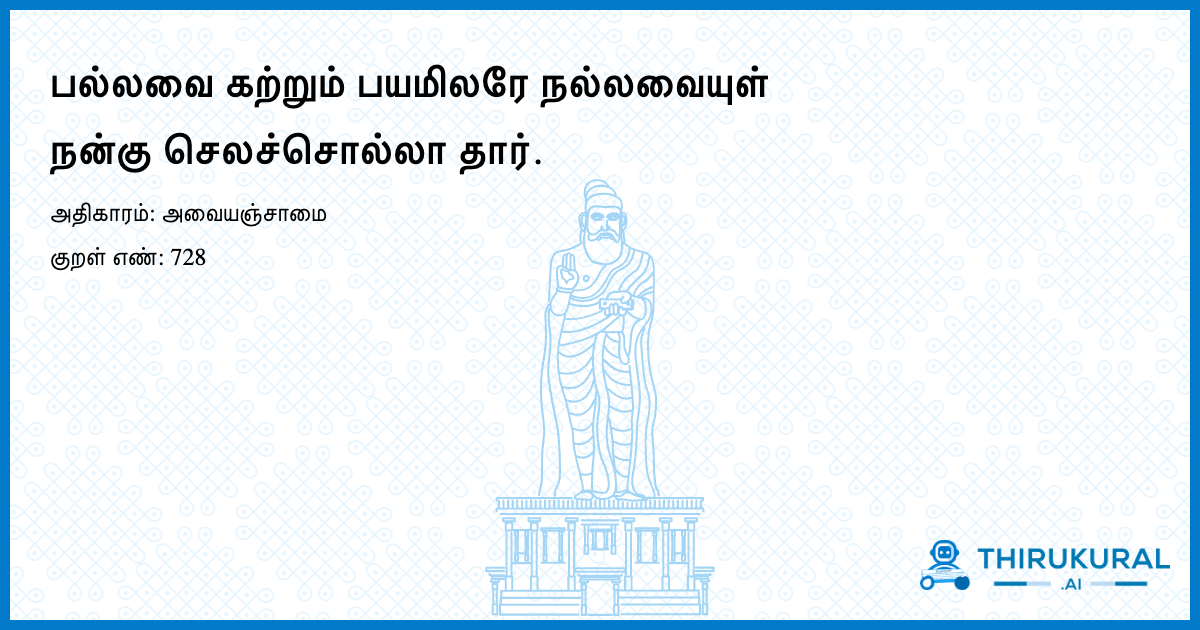 பல்லவை கற்றும் பயமிலரே நல்லவையுள்
நன்கு செலச்சொல்லா தார்.
அதிகாரம்: அவையஞ்சாமை
குறள் எண்: 728
THIRUKURAL
.AI